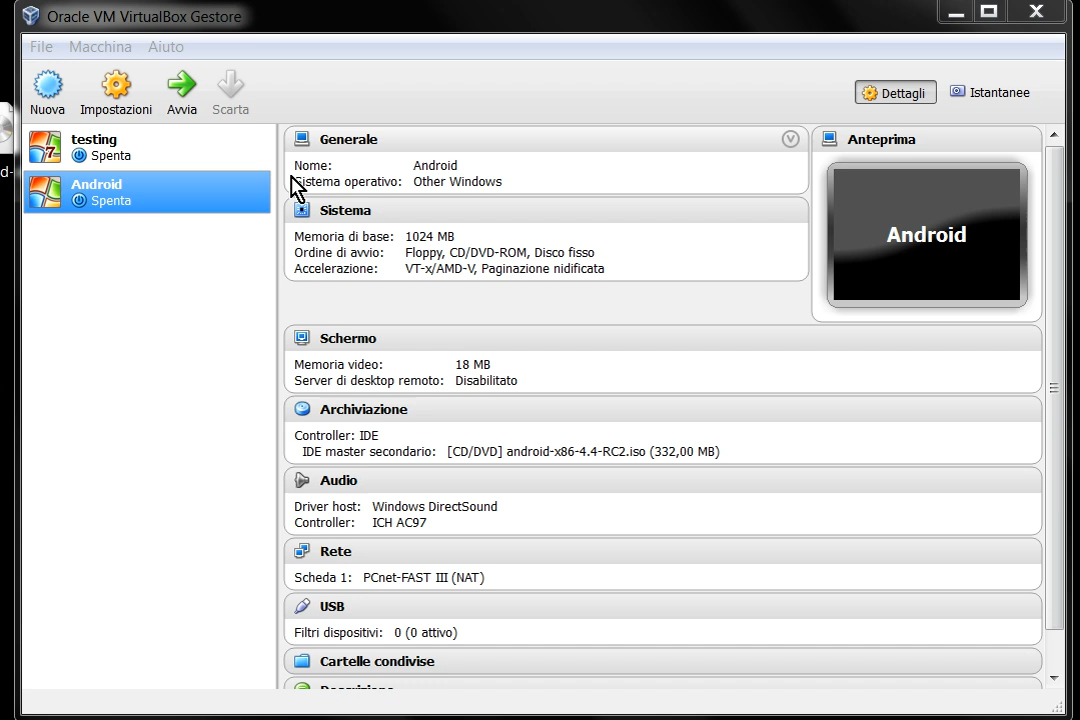 Oracle VM VirtualBox Gestore
File Macchina Aiuto
Nuova Impostazioni Avvia Scarta
Dettagli Istantanee
testing
Spenta
Android
Spenta
Generale
Nome: Android
Sistema operativo: Other Windows
Sistema
Memoria di base: 1024 MB
Ordine di avvio: Floppy, CD/DVD-ROM, Disco fisso
Accelerazione: VT-x/AMD-V, Paginazione nidificata
Anteprima
Android
Schermo
Memoria video: 18 MB
Server di desktop remoto: Disabilitato
Archiviazione
Controller: IDE
IDE master secondario: [CD/DVD] android-x86-4.4-RC2.iso (332,00 MB)
Audio
Driver host: Windows DirectSound
Controller: ICH AC97
Rete
Scheda 1: PCnet-FAST III (NAT)
USB
Filtri dispositivi: 0 (0 attivo)
Cartelle condivise
d-